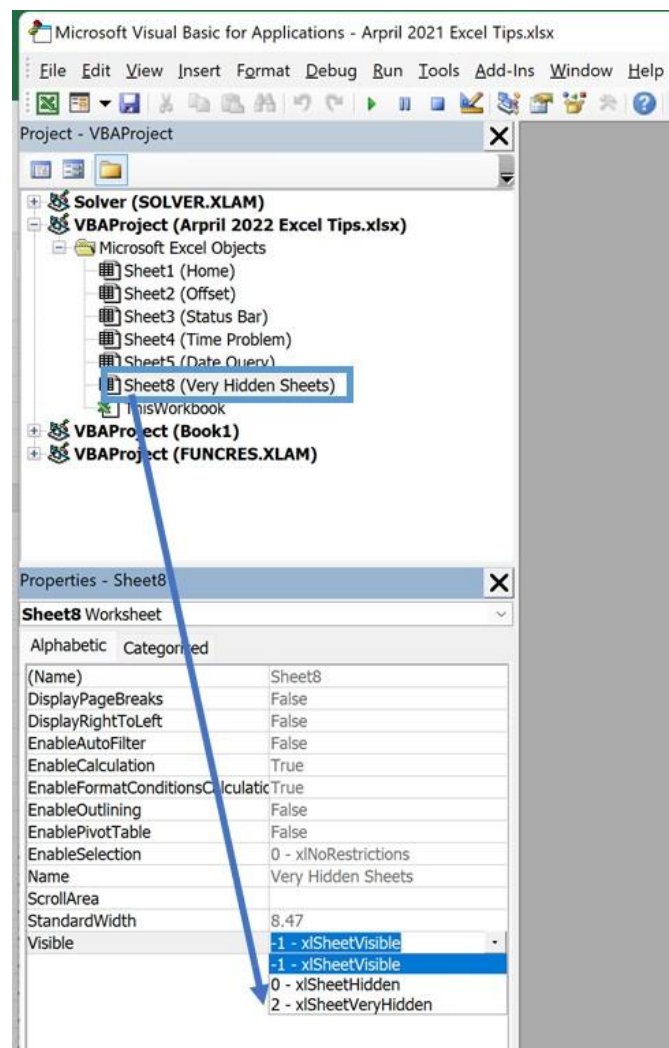 Microsoft Visual Basic for Applications - Arpril 2021 Excel Tips.xlsx
File Edit View Insert Format Debug Run Tools Add-Ins Window Help
Project - VBAProject
Solver (SOLVER.XLAM)
VBAProject (Arpril 2022 Excel Tips.xlsx)
Microsoft Excel Objects
Sheet1 (Home)
Sheet2 (Offset)
Sheet3 (Status Bar)
Sheet4 (Time Problem)
Sheet5 (Date Query)
Sheet8 (Very Hidden Sheets)
ThisWorkbook
VBAProject (Book1)
VBAProject (FUNCRES.XLAM)
Properties - Sheet8
Sheet8 Worksheet
Alphabetic Categorized
(Name) Sheet8
DisplayPageBreaks False
DisplayRightToLeft False
EnableAutoFilter False
EnableCalculation True
EnableFormatConditionsCalculatic True
EnableOutlining False
EnablePivotTable False
EnableSelection 0 - xlNoRestrictions
Name Very Hidden Sheets
ScrollArea
StandardWidth 8.47
Visible -1 - xlSheetVisible
-1 - xlSheetVisible
0 - xlSheetHidden
2 - xlSheetVeryHidden